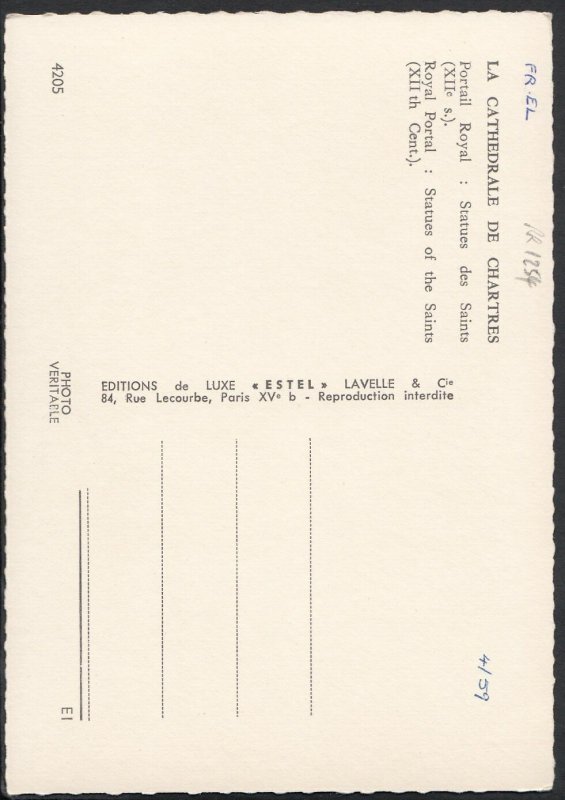 FR.EL
RR 1254
LA CATHEDRALE DE CHARTRES
Portail Royal : Statues des Saints
(XIIe s.).
Royal Portal : Statues of the Saints
(XII th Cent.).
4205
EDITIONS de LUXE « ESTEL » LAVELLE & Cie
84, Rue Lecourbe, Paris XVe b - Reproduction interdite
PHOTO
VERITABLE
4/59
EI